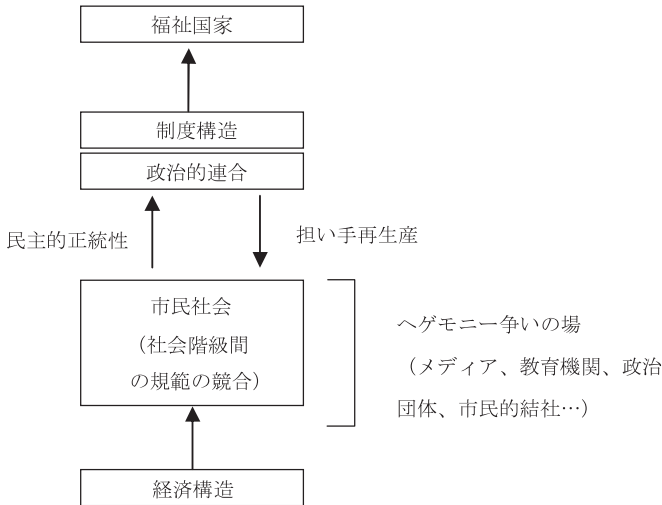 福祉国家
制度構造
政治的連合
民主的正統性
担い手再生産
市民社会
（社会階級間
の規範の競合）
ヘゲモニー争いの場
（メディア、教育機関、政治
団体、市民的結社…）
経済構造